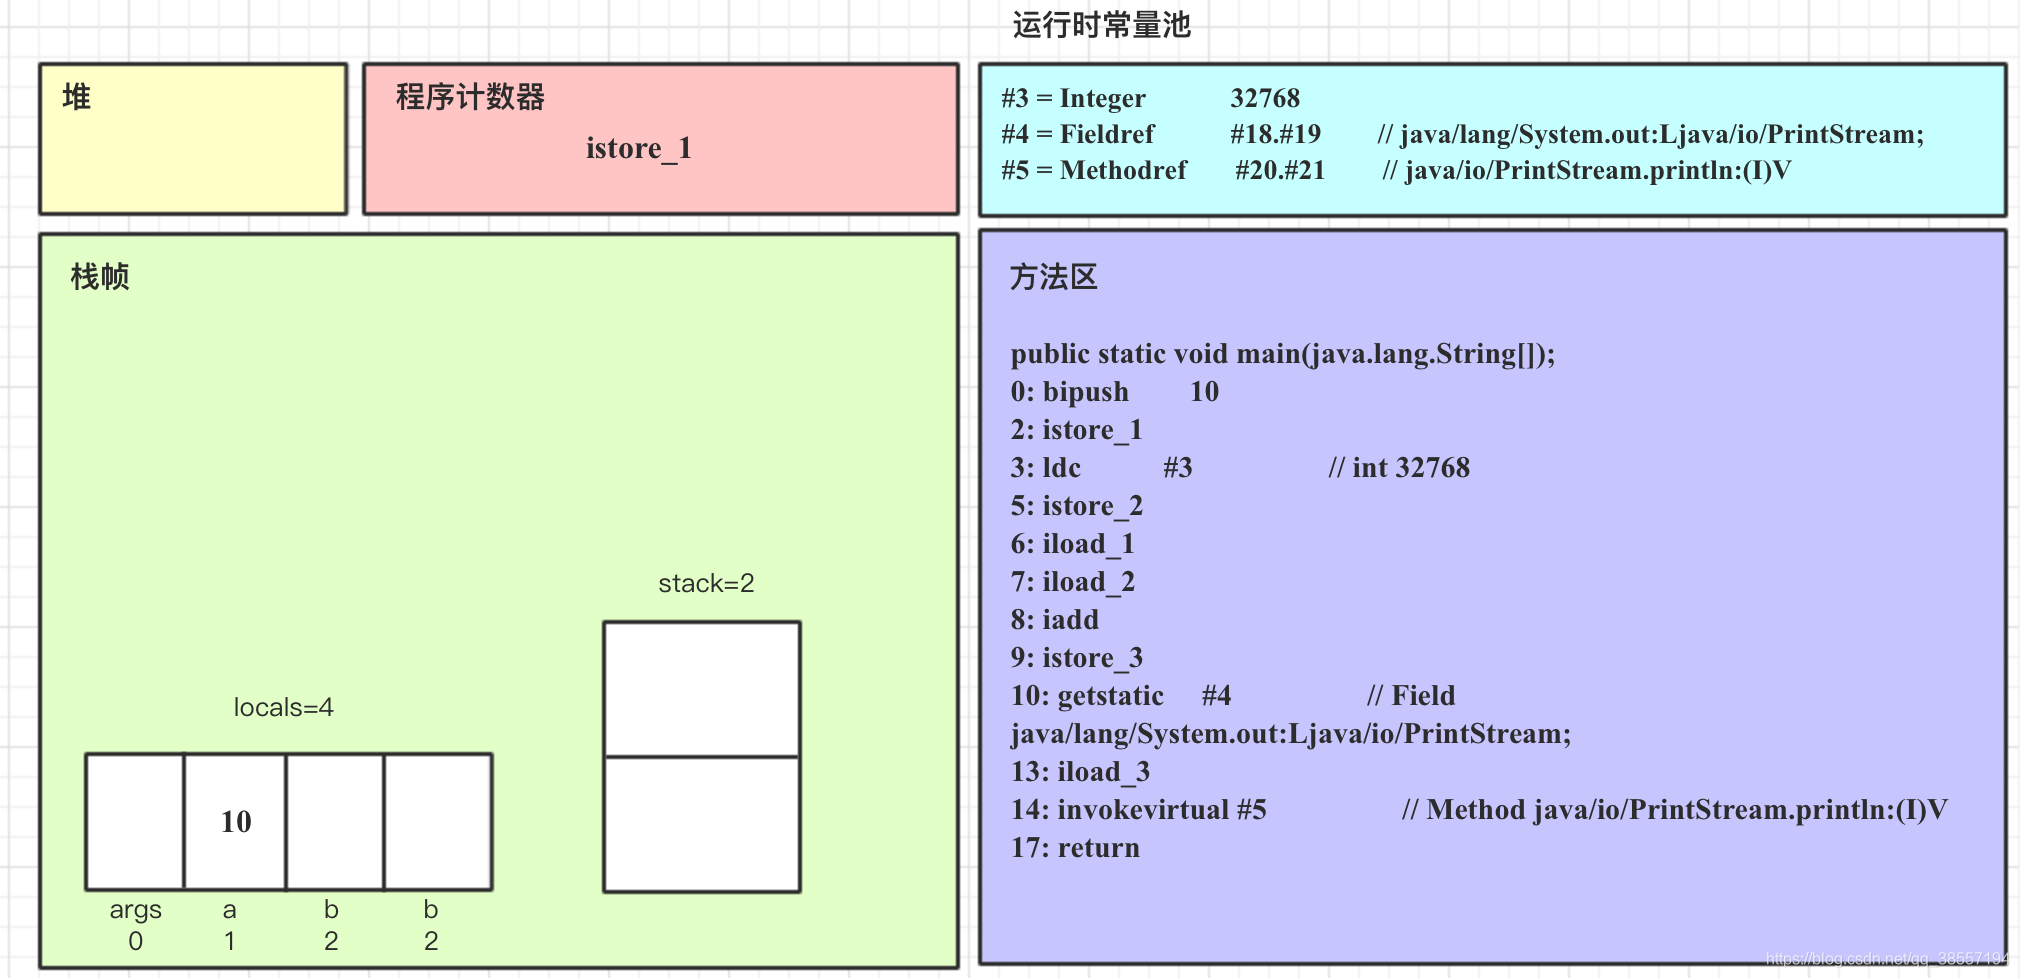 运行时常量池
堆
程序计数器
istore_1
#3 = Integer 32768
#4 = Fieldref #18.#19 // java/lang/System.out:Ljava/io/PrintStream;
#5 = Methodref #20.#21 // java/io/PrintStream.println:(I)V
栈帧
stack=2
locals=4
10
args a b b
0 1 2 2
方法区
public static void main(java.lang.String[]);
0: bipush 10
2: istore_1
3: ldc #3 // int 32768
5: istore_2
6: iload_1
7: iload_2
8: iadd
9: istore_3
10: getstatic #4 // Field
java/lang/System.out:Ljava/io/PrintStream;
13: iload_3
14: invokevirtual #5 // Method java/io/PrintStream.println:(I)V
17: return
https://blog.csdn.net/qq_38557194